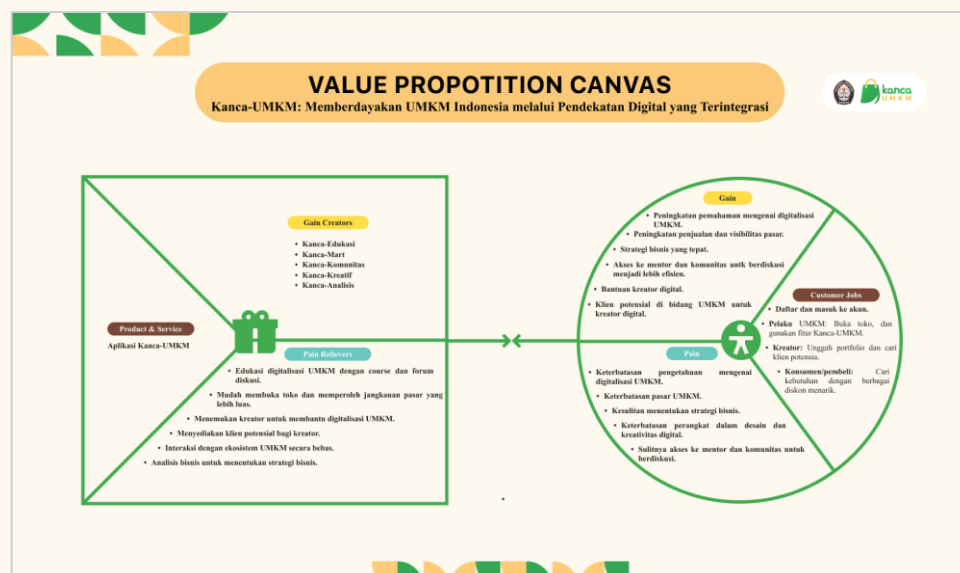 VALUE PROPOTITION CANVAS
Kanca-UMKM: Memberdayakan UMKM Indonesia melalui Pendekatan Digital yang Terintegrasi
kanca
UMKM
Gain Creators
• Kanca-Edukasi
• Kanca-Mart
• Kanca-Komunitas
• Kanca-Kreatif
• Kanca-Analisis
Product & Service
Aplikasi Kanca-UMKM
Pain Relievers
• Edukasi digitalisasi UMKM dengan course dan forum
diskusi.
• Mudah membuka toko dan memperoleh jangkauan pasar yang
lebih luas.
• Menemukan kreator untuk membantu digitalisasi UMKM.
• Menyediakan klien potensial bagi kreator.
• Interaksi dengan ekosistem UMKM secara bebas.
• Analisis bisnis untuk menentukan strategi bisnis.
Gain
• Peningkatan pemahaman mengenai digitalisasi
UMKM.
• Peningkatan penjualan dan visibilitas pasar.
• Strategi bisnis yang tepat.
• Akses ke mentor dan komunitas untk berdiskusi
menjadi lebih efisien.
• Bantuan kreator digital.
• Klien potensial di bidang UMKM untuk
kreator digital.
Customer Jobs
• Daftar dan masuk ke akun.
• Pelaku UMKM: Buka toko, dan
gunakan fitur Kanca-UMKM.
• Kreator: Unggah portfolio dan cari
klien potensia.
• Konsumen/pembeli: Cari
kebutuhan dengan berbagai
diskon menarik.
Pain
• Keterbatasan pengetahuan mengenai
digitalisasi UMKM.
• Keterbatasan pasar UMKM.
• Kesulitan menentukan strategi bisnis.
• Keterbatasan perangkat dalam desain dan
kreativitas digital.
• Sulitnya akses ke mentor dan komunitas untuk
berdiskusi.